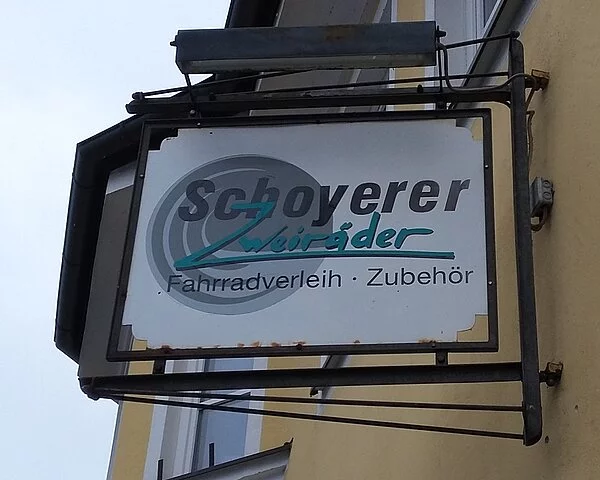 Schoyerer
Zweiräder
Fahrradverleih · Zubehör